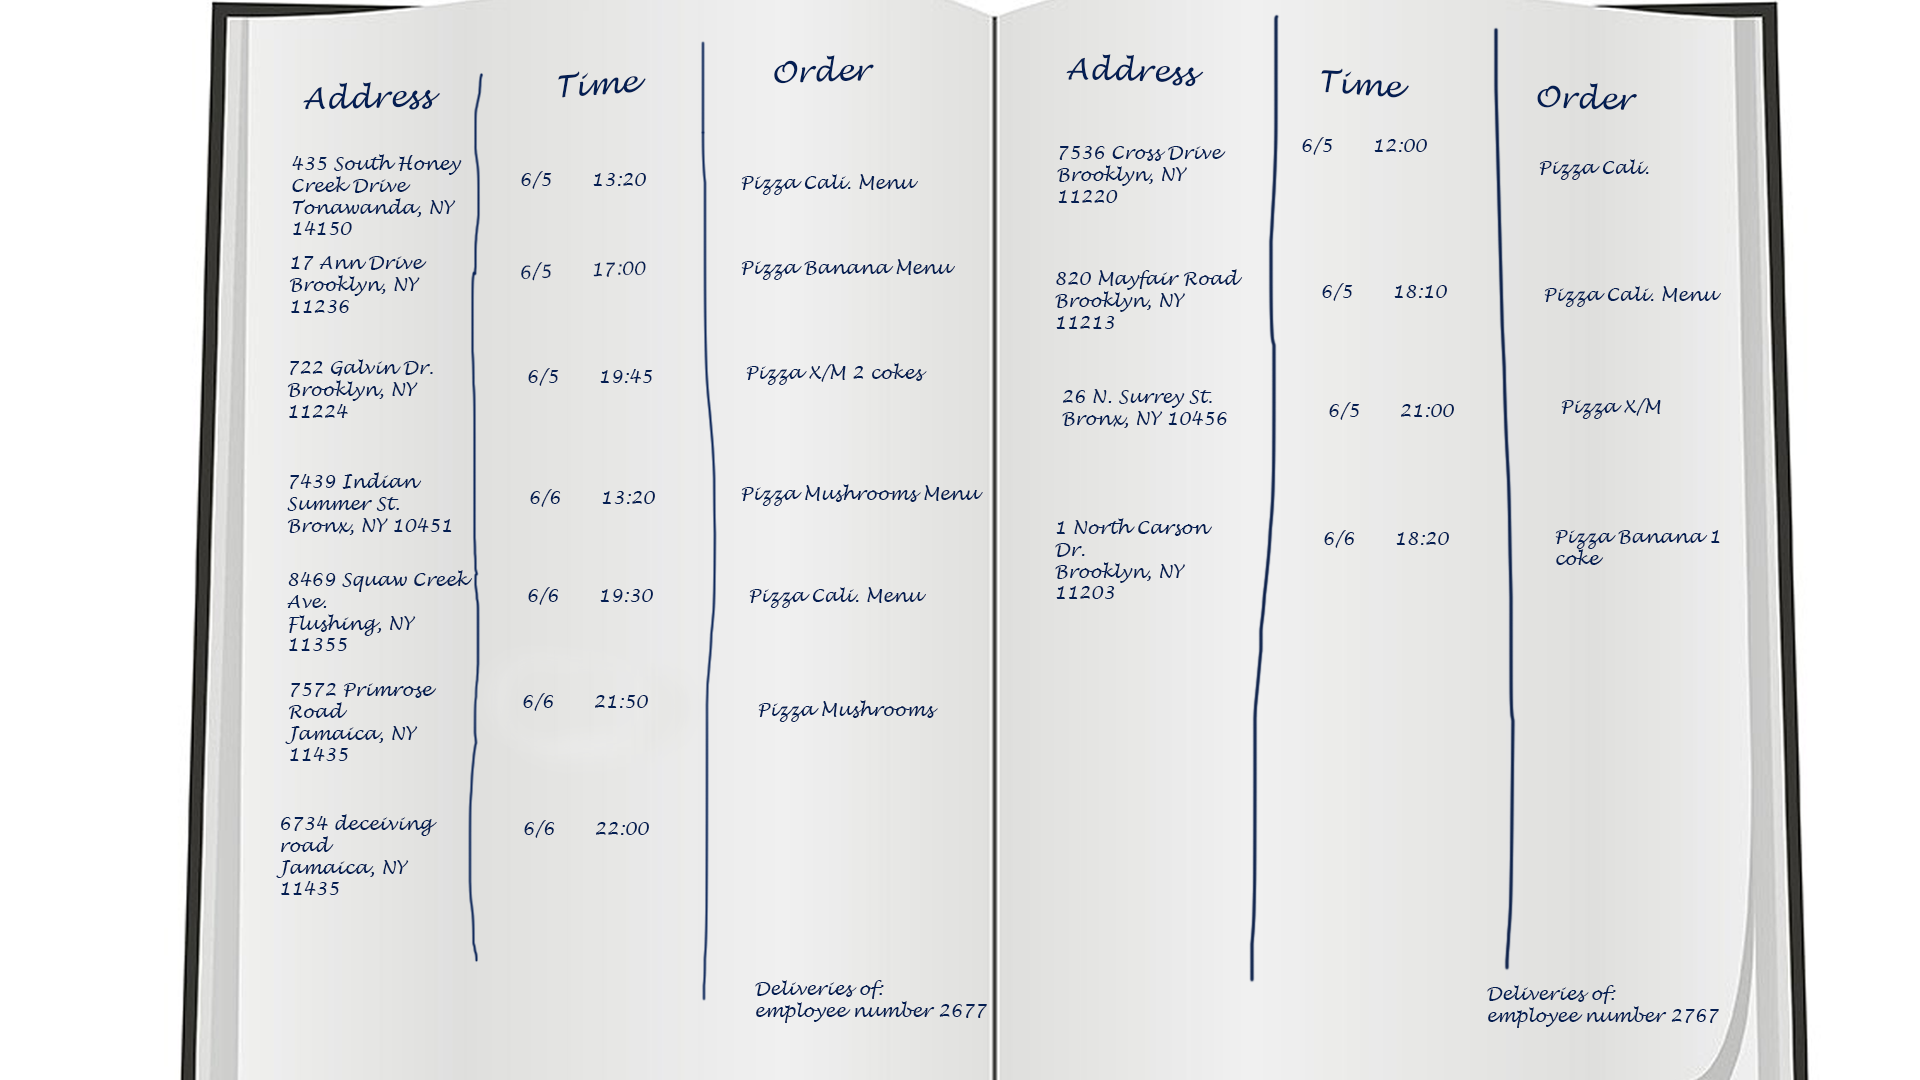 Address Time Order
435 South Honey
Creek Drive
Tonawanda, NY
14150
6/5 13:20
Pizza Cali. Menu
17 Ann Drive
Brooklyn, NY
11236
6/5 17:00
Pizza Banana Menu
722 Galvin Dr.
Brooklyn, NY
11224
6/5 19:45
Pizza X/M 2 cokes
7439 Indian
Summer St.
Bronx, NY 10451
6/6 13:20
Pizza Mushrooms Menu
8469 Squaw Creek
Ave.
Flushing, NY
11355
6/6 19:30
Pizza Cali. Menu
7572 Primrose
Road
Jamaica, NY
11435
6/6 21:50
Pizza Mushrooms
6734 deceiving
road
Jamaica, NY
11435
6/6 22:00
Deliveries of:
employee number 2677
Address Time Order
7536 Cross Drive
Brooklyn, NY
11220
6/5 12:00
Pizza Cali.
820 Mayfair Road
Brooklyn, NY
11213
6/5 18:10
Pizza Cali. Menu
26 N. Surrey St.
Bronx, NY 10456
6/5 21:00
Pizza X/M
1 North Carson
Dr.
Brooklyn, NY
11203
6/6 18:20
Pizza Banana 1
coke
Deliveries of:
employee number 2767